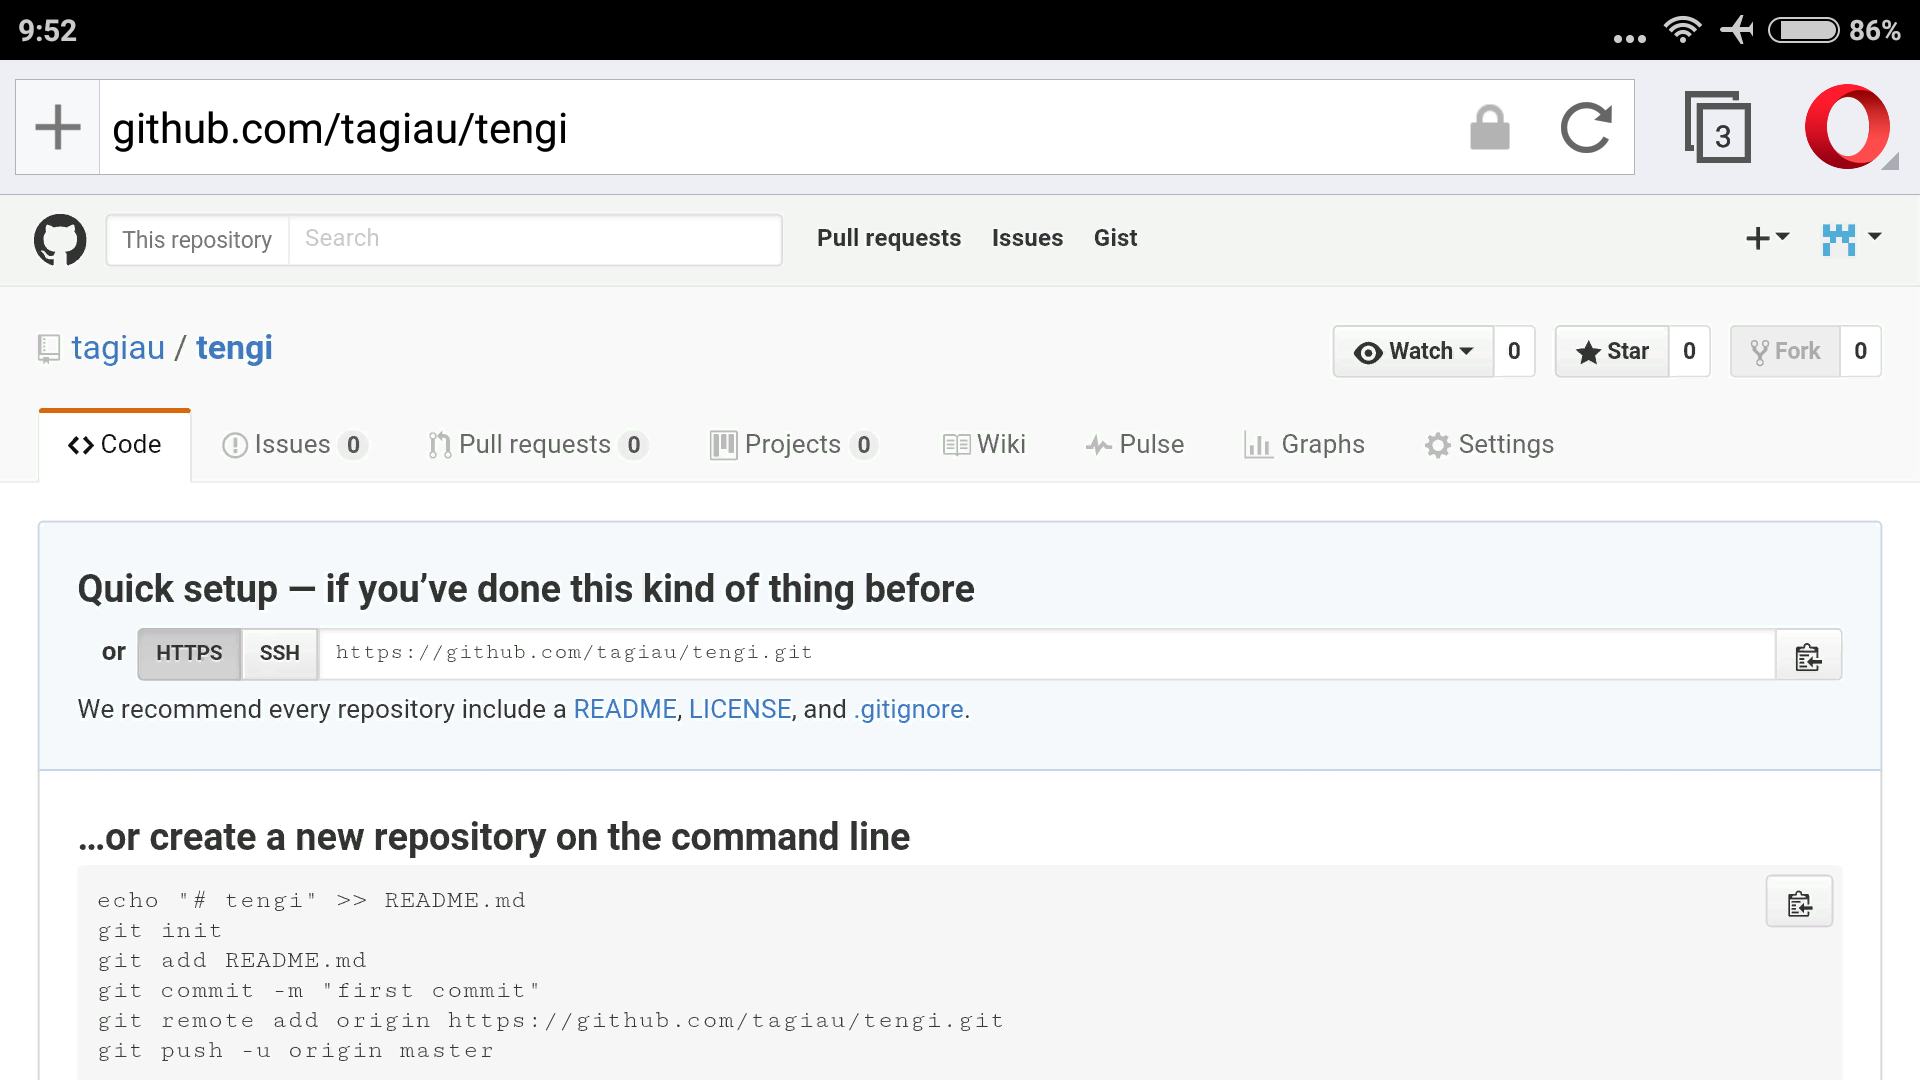 9:52 86%
github.com/tagiau/tengi 3
This repository Search Pull requests Issues Gist
tagiau / tengi Watch 0 Star 0 Fork 0
Code Issues 0 Pull requests 0 Projects 0 Wiki Pulse Graphs Settings
Quick setup — if you’ve done this kind of thing before
or HTTPS SSH https://github.com/tagiau/tengi.git
We recommend every repository include a README, LICENSE, and .gitignore.
…or create a new repository on the command line
echo "# tengi" >> README.md
git init
git add README.md
git commit -m "first commit"
git remote add origin https://github.com/tagiau/tengi.git
git push -u origin master